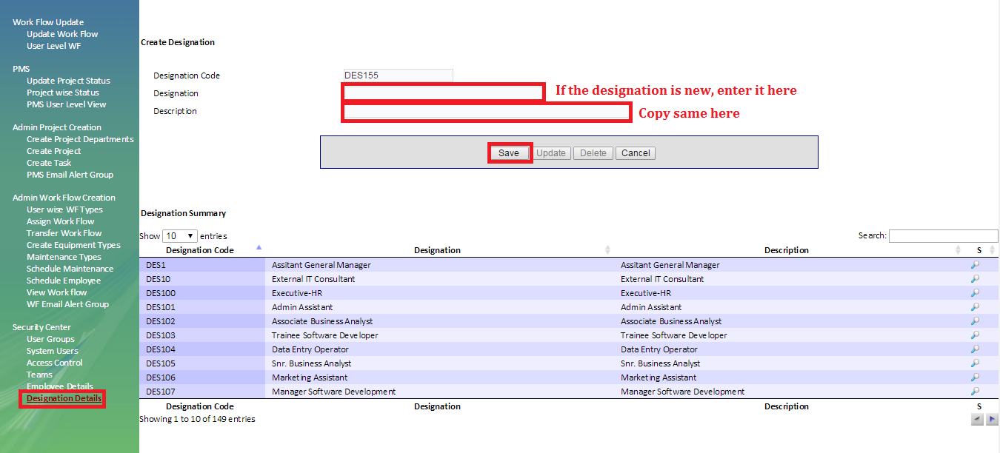 Work Flow Update
Update Work Flow
User Level WF
PMS
Update Project Status
Project wise Status
PMS User Level View
Admin Project Creation
Create Project Departments
Create Project
Create Task
PMS Email Alert Group
Admin Work Flow Creation
User wise WF Types
Assign Work Flow
Transfer Work Flow
Create Equipment Types
Maintenance Types
Schedule Maintenance
Schedule Employee
View Work flow
WF Email Alert Group
Security Center
User Groups
System Users
Access Control
Teams
Employee Details
Designation Details
Create Designation
Designation Code DES155
Designation If the designation is new, enter it here
Description Copy same here
Save Update Delete Cancel
Designation Summary
Show 10 entries Search:
Designation Code Designation Description S
DES1 Assitant General Manager Assitant General Manager
DES10 External IT Consultant External IT Consultant
DES100 Executive-HR Executive-HR
DES101 Admin Assistant Admin Assistant
DES102 Associate Business Analyst Associate Business Analyst
DES103 Trainee Software Developer Trainee Software Developer
DES104 Data Entry Operator Data Entry Operator
DES105 Snr. Business Analyst Snr. Business Analyst
DES106 Marketing Assistant Marketing Assistant
DES107 Manager Software Development Manager Software Development
Designation Code Designation Description S
Showing 1 to 10 of 149 entries